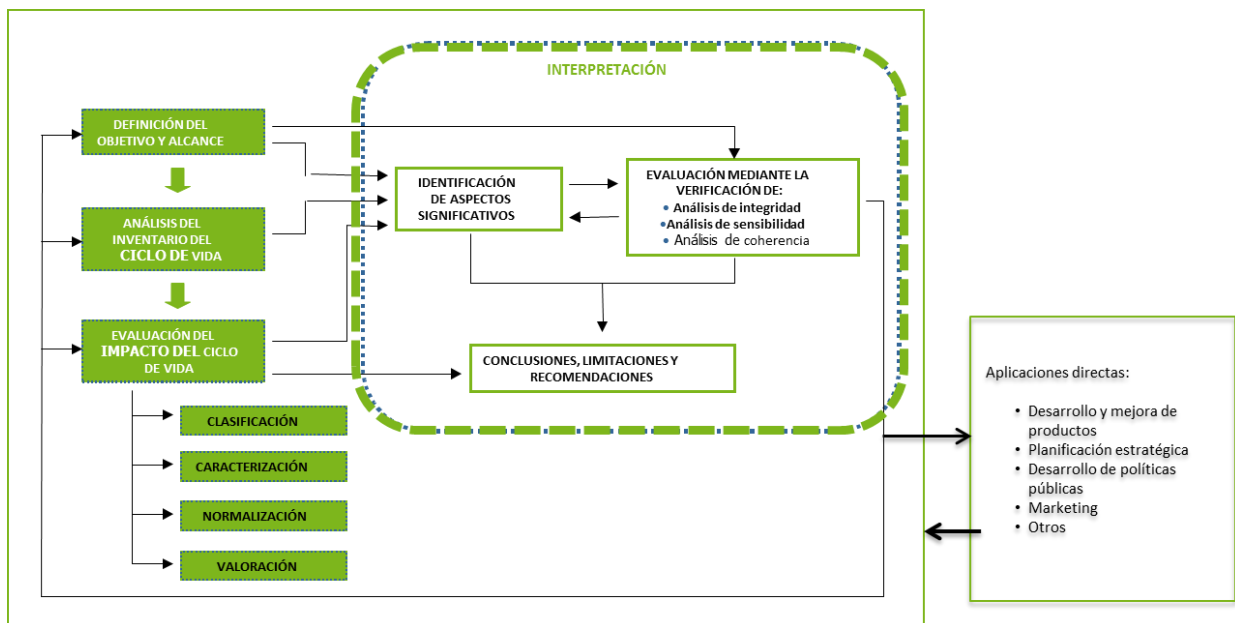 INTERPRETACIÓN
DEFINICIÓN DEL
OBJETIVO Y ALCANCE
ANÁLISIS DEL
INVENTARIO DEL
CICLO DE VIDA
EVALUACIÓN DEL
IMPACTO DEL CICLO
DE VIDA
CLASIFICACIÓN
CARACTERIZACIÓN
NORMALIZACIÓN
VALORACIÓN
IDENTIFICACIÓN
DE ASPECTOS
SIGNIFICATIVOS
EVALUACIÓN MEDIANTE LA
VERIFICACIÓN DE:
• Análisis de integridad
•Análisis de sensibilidad
• Análisis de coherencia
CONCLUSIONES, LIMITACIONES Y
RECOMENDACIONES
Aplicaciones directas:
• Desarrollo y mejora de
productos
• Planificación estratégica
• Desarrollo de políticas
públicas
• Marketing
• Otros